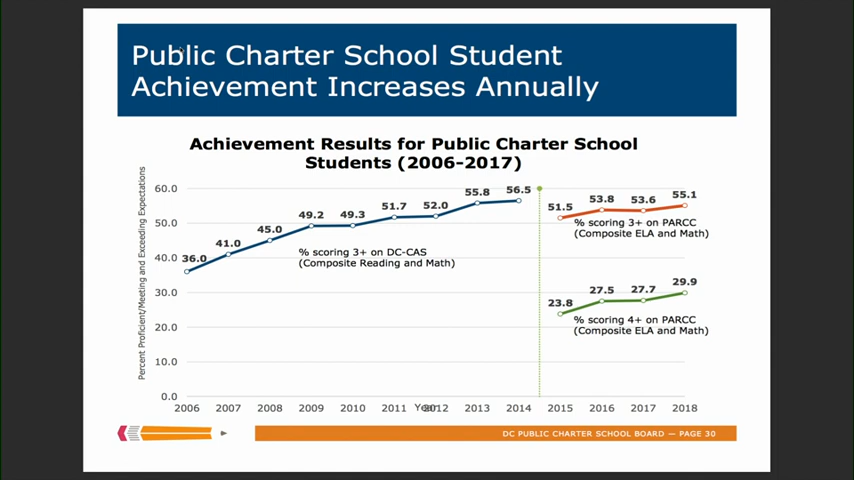 Public Charter School Student
Achievement Increases Annually
Achievement Results for Public Charter School
Students (2006-2017)
Percent Proficient/Meeting and Exceeding Expectations
60.0
50.0
40.0
30.0
20.0
10.0
0.0
36.0
41.0
45.0
49.2
49.3
51.7
52.0
55.8
56.5
% scoring 3+ on DC-CAS
(Composite Reading and Math)
51.5
53.8
53.6
55.1
% scoring 3+ on PARCC
(Composite ELA and Math)
23.8
27.5
27.7
29.9
% scoring 4+ on PARCC
(Composite ELA and Math)
2006 2007 2008 2009 2010 2011 2012 2013 2014 2015 2016 2017 2018
Year
DC PUBLIC CHARTER SCHOOL BOARD — PAGE 30